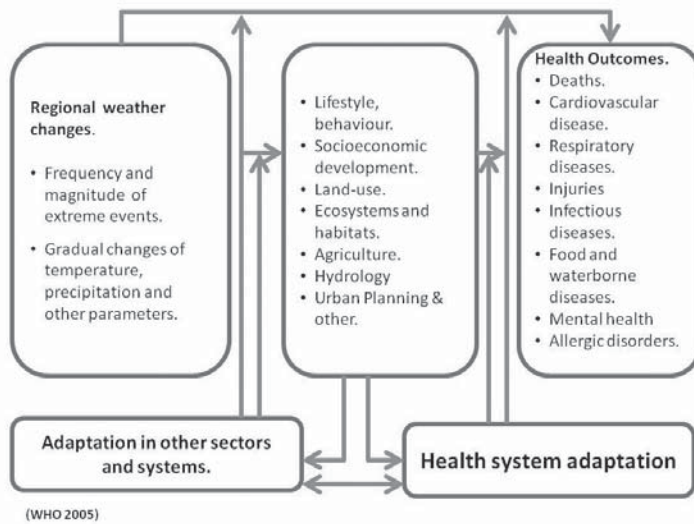 Regional weather
changes.
• Frequency and
magnitude of
extreme events.
• Gradual changes of
temperature,
precipitation and
other parameters.
• Lifestyle,
behaviour.
• Socioeconomic
development.
• Land-use.
• Ecosystems and
habitats.
• Agriculture.
• Hydrology
• Urban Planning &
other.
Health Outcomes.
• Deaths.
• Cardiovascular
disease.
• Respiratory
diseases.
• Injuries
• Infectious
diseases.
• Food and
waterborne
diseases.
• Mental health
• Allergic disorders.
Adaptation in other sectors
and systems.
Health system adaptation
(WHO 2005)